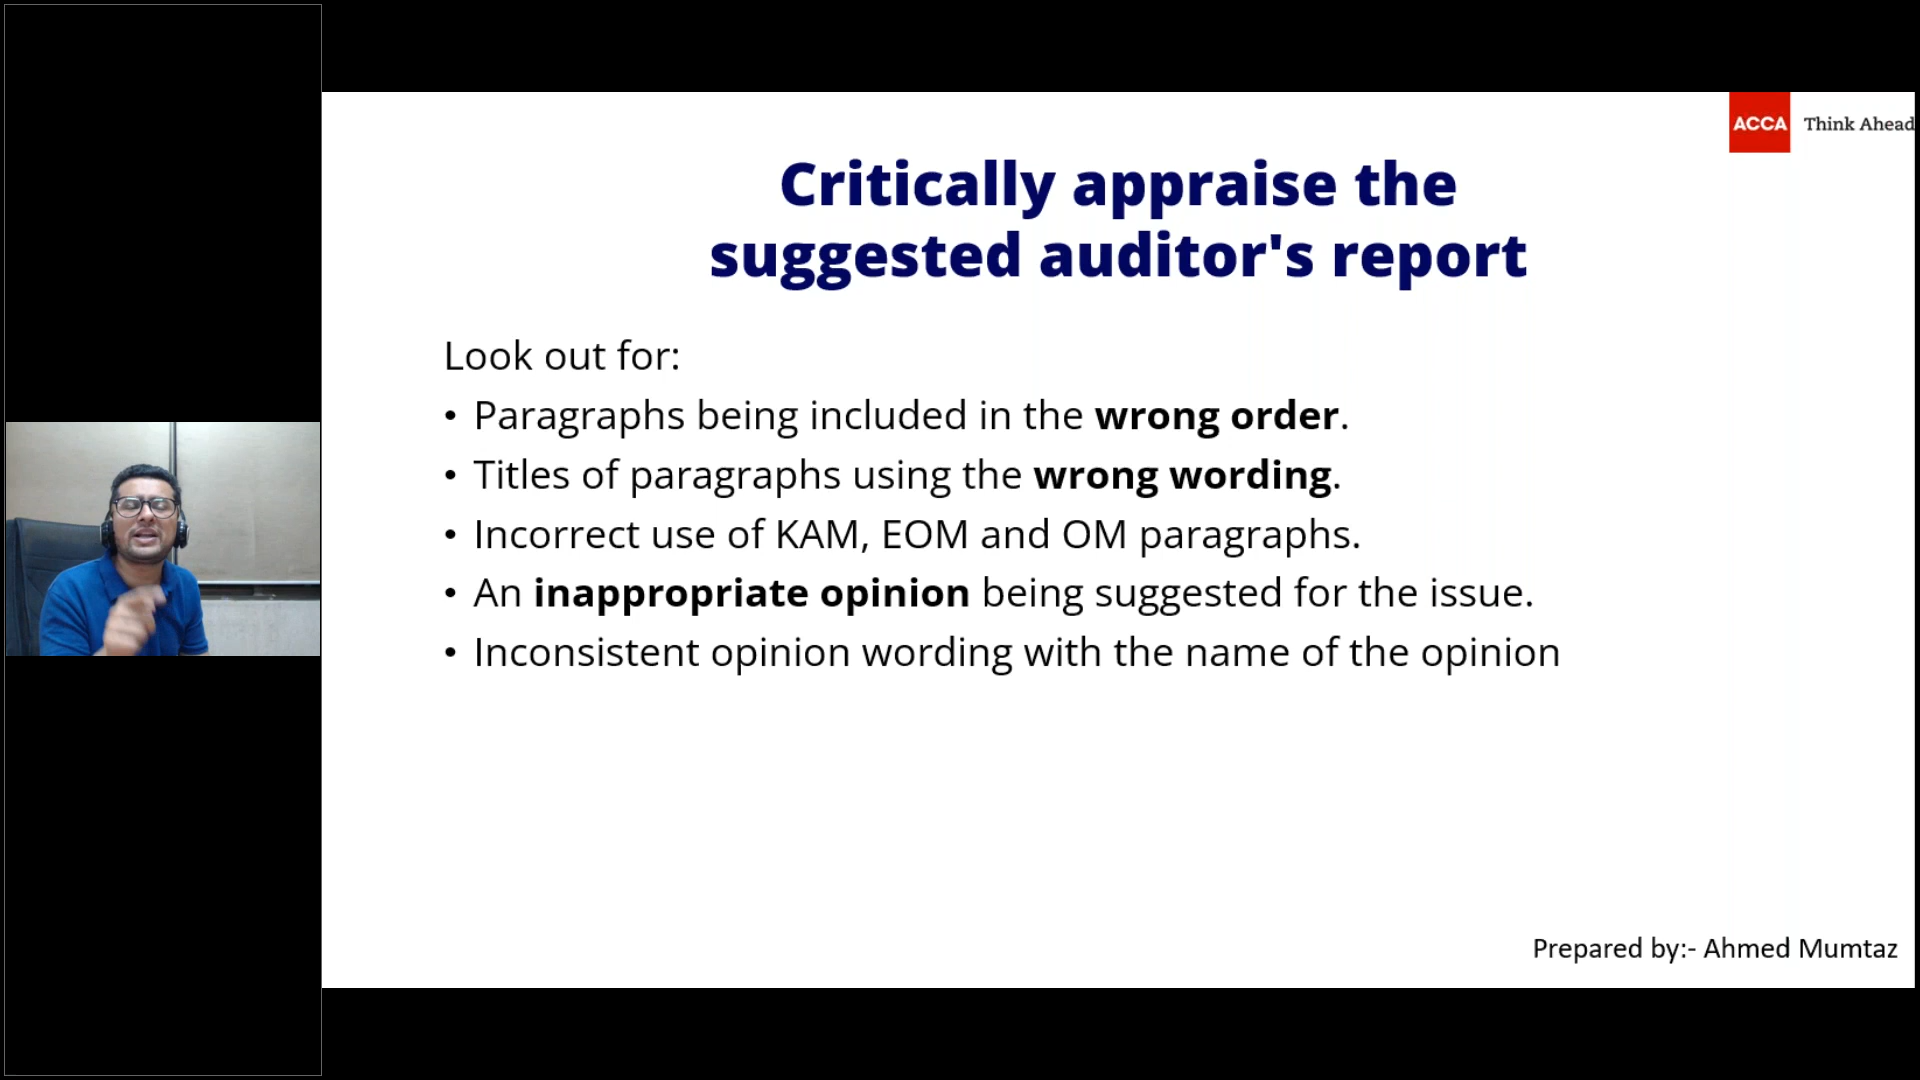 ACCA Think Ahead
Critically appraise the
suggested auditor's report
Look out for:
• Paragraphs being included in the wrong order.
• Titles of paragraphs using the wrong wording.
• Incorrect use of KAM, EOM and OM paragraphs.
• An inappropriate opinion being suggested for the issue.
• Inconsistent opinion wording with the name of the opinion
Prepared by:- Ahmed Mumtaz